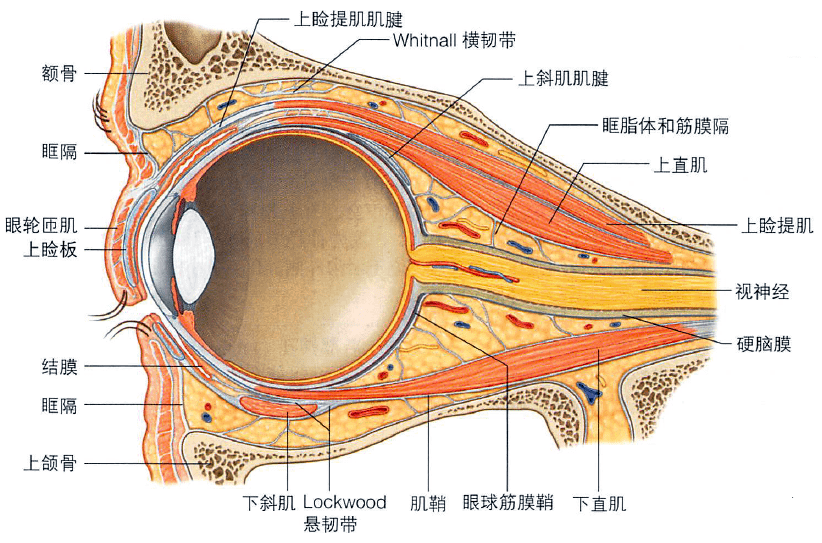 上睑提肌肌腱
Whitnall 横韧带
额骨
上斜肌肌腱
眶脂体和筋膜隔
眶隔
上直肌
眼轮匝肌
上睑提肌
上睑板
视神经
硬脑膜
结膜
眶隔
上颌骨
下斜肌
Lockwood
悬韧带
肌鞘
眼球筋膜鞘
下直肌